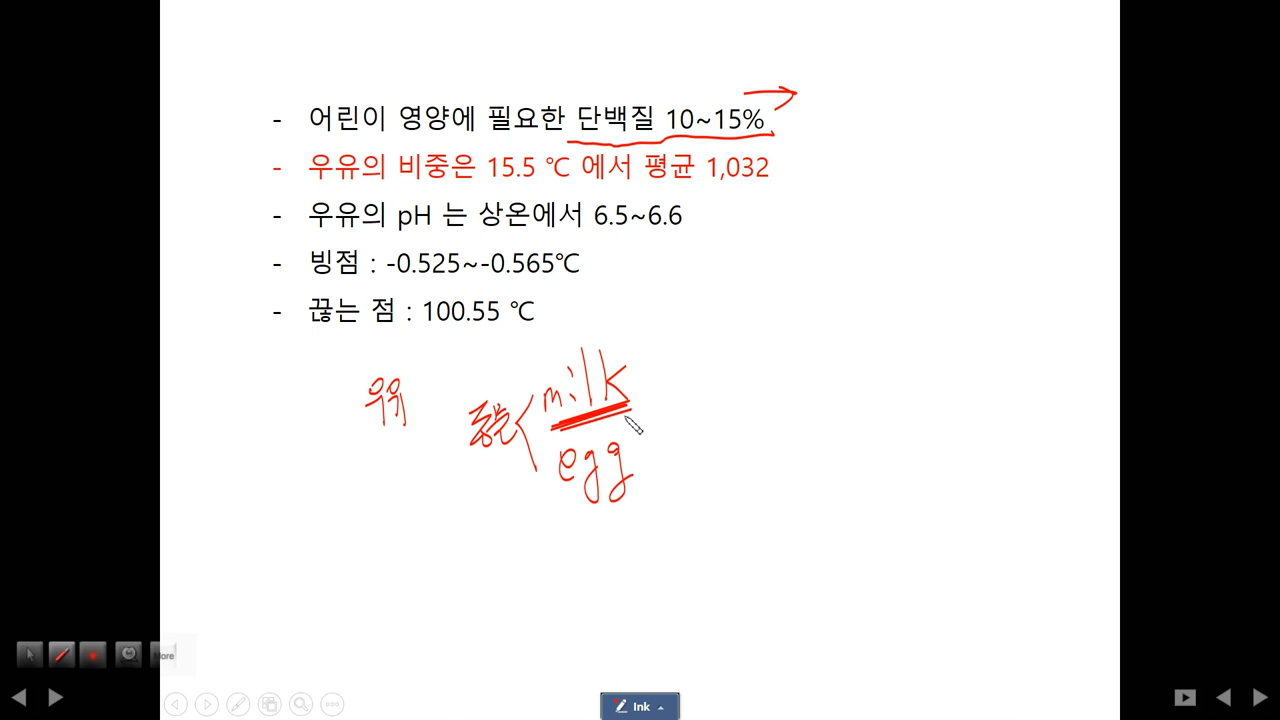 - 어린이 영양에 필요한 단백질 10~15%
- 우유의 비중은 15.5 ℃ 에서 평균 1,032
- 우유의 pH 는 상온에서 6.5~6.6
- 빙점 : -0.525~-0.565℃
- 끊는 점 : 100.55 ℃
milk
우유
egg
More
Ink